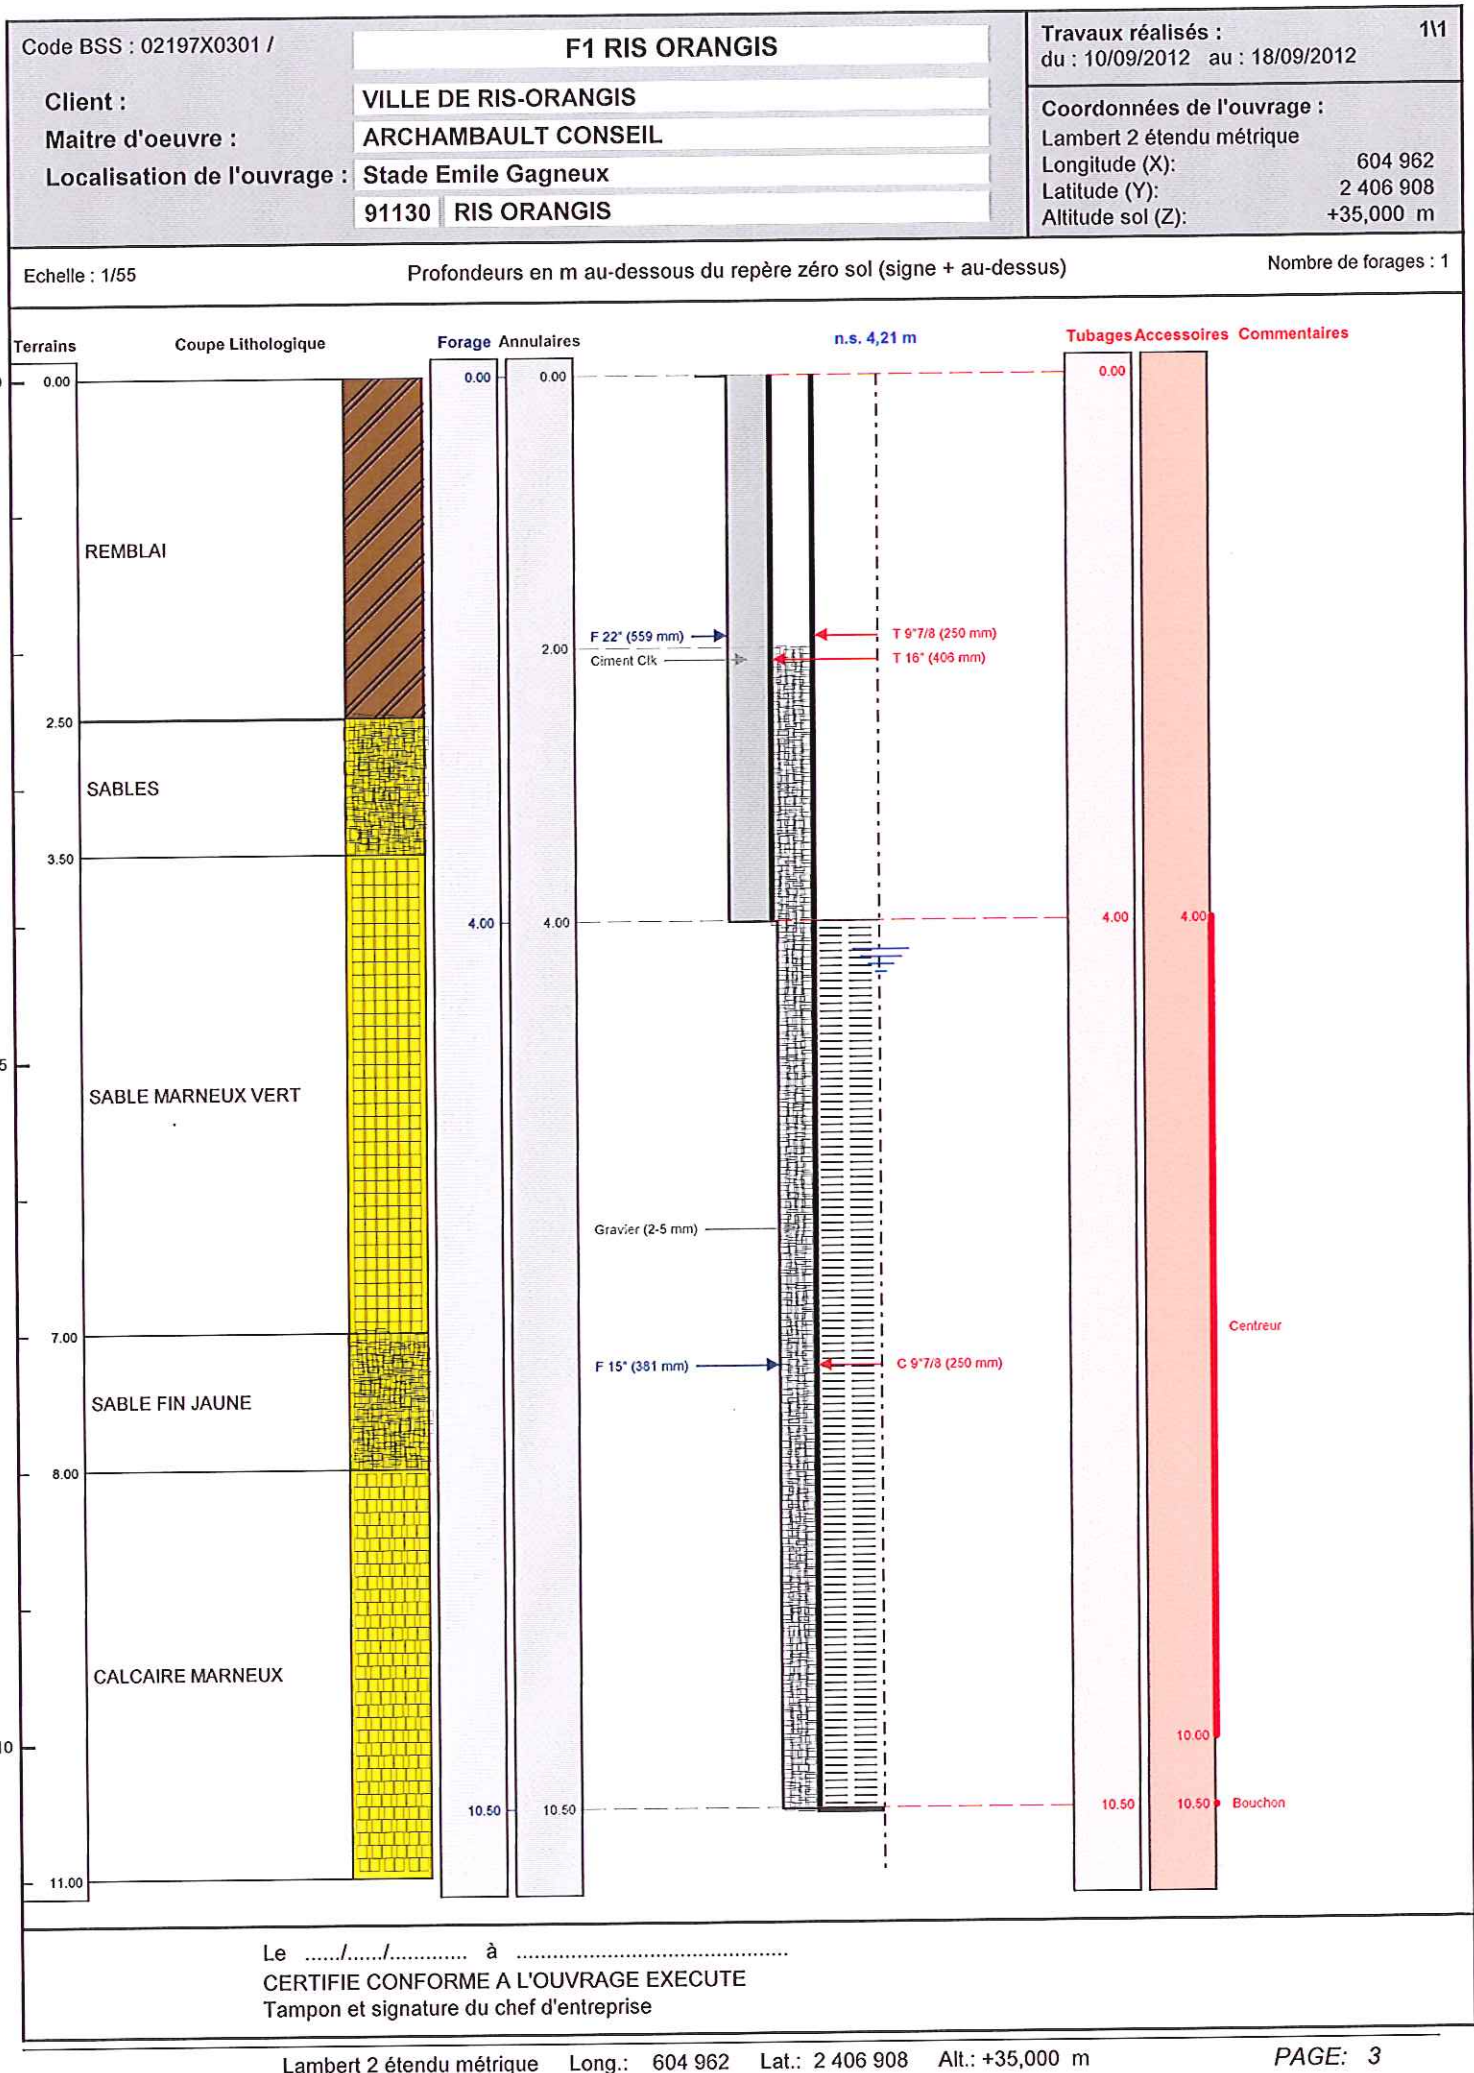 Code BSS : 02197X0301 /
F1 RIS ORANGIS
Travaux réalisés : 1\1
du : 10/09/2012 au : 18/09/2012
Client : VILLE DE RIS-ORANGIS
Maitre d'oeuvre : ARCHAMBAULT CONSEIL
Localisation de l'ouvrage : Stade Emile Gagneux
91130 RIS ORANGIS
Coordonnées de l'ouvrage :
Lambert 2 étendu métrique
Longitude (X): 604 962
Latitude (Y): 2 406 908
Altitude sol (Z): +35,000 m
Echelle : 1/55 Profondeurs en m au-dessous du repère zéro sol (signe + au-dessus) Nombre de forages : 1
Terrains Coupe Lithologique Forage Annulaires n.s. 4,21 m Tubages Accessoires Commentaires
0.00 0.00 0.00 0.00
REMBLAI
F 22" (559 mm) T 9"7/8 (250 mm)
2.00
Ciment Clk T 16" (406 mm)
2.50
SABLES
3.50
4.00 4.00 4.00 4.00
5
SABLE MARNEUX VERT
Gravier (2-5 mm)
7.00
Centreur
F 15" (381 mm) C 9"7/8 (250 mm)
SABLE FIN JAUNE
8.00
CALCAIRE MARNEUX
10 10.00
10.50 10.50 10.50 10.50 Bouchon
11.00
Le ....../....../............. à .............................................
CERTIFIE CONFORME A L'OUVRAGE EXECUTE
Tampon et signature du chef d'entreprise
Lambert 2 étendu métrique Long.: 604 962 Lat.: 2 406 908 Alt.: +35,000 m PAGE: 3